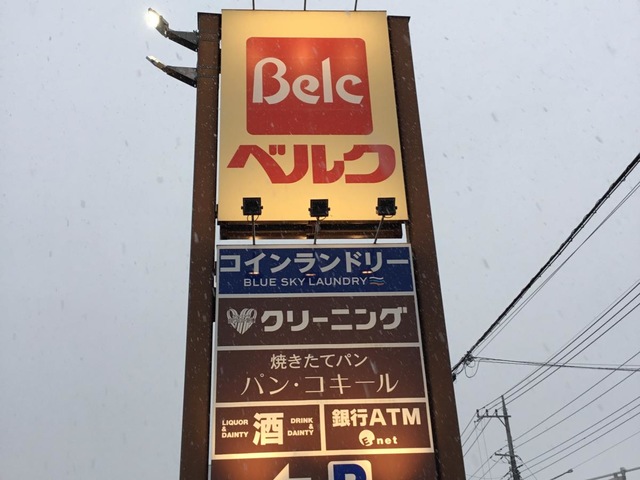 Belc
ベルク
コインランドリー
BLUE SKY LAUNDRY
クリーニング
焼きたてパン
パン・コキール
LIQUOR & DAINTY 酒 DRINK & DAINTY
銀行ATM
e net
P